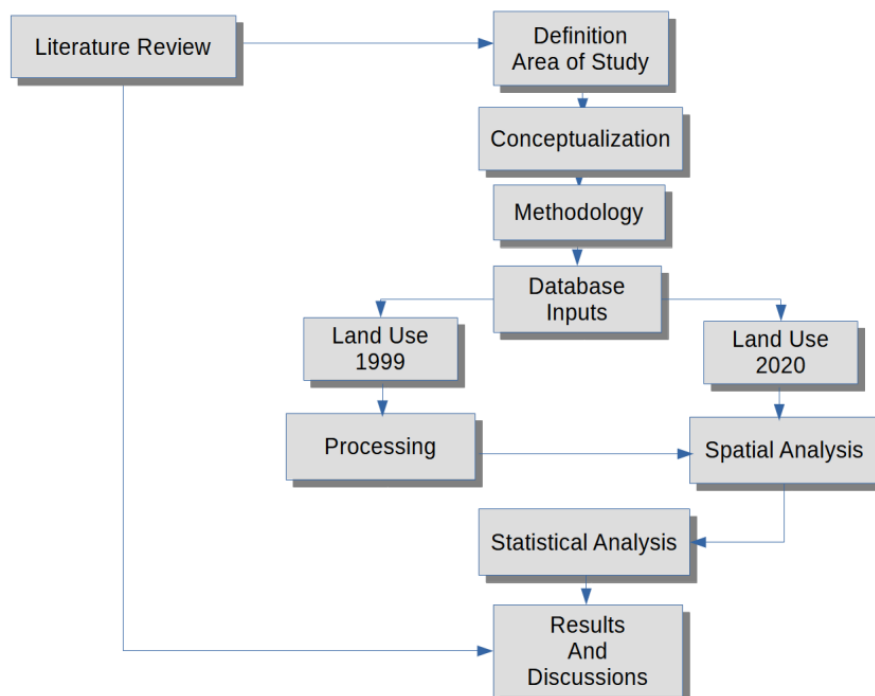 Literature Review
Definition
Area of Study
Conceptualization
Methodology
Database
Inputs
Land Use
1999
Land Use
2020
Processing
Spatial Analysis
Statistical Analysis
Results
And
Discussions